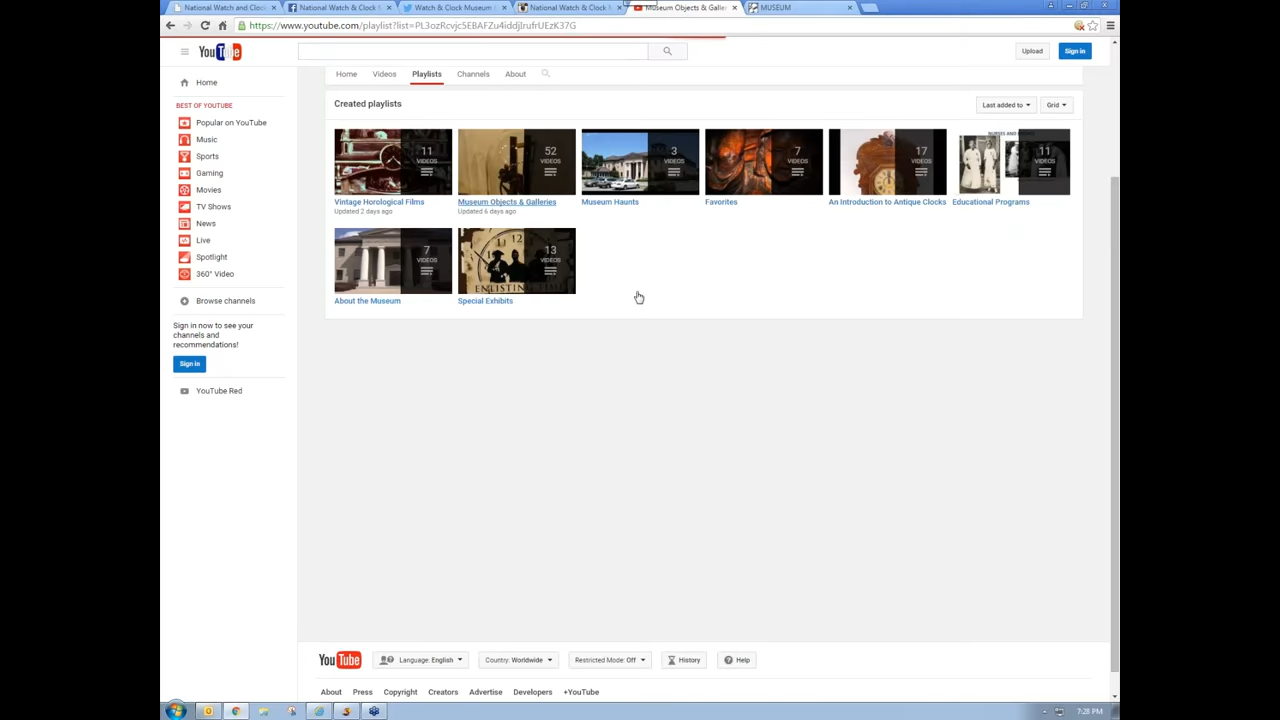 National Watch and Clock
National Watch & Clock M
Watch & Clock Museum (
National Watch & Clock M
Museum Objects & Galler
MUSEUM
https://www.youtube.com/playlist?list=PL3ozRcvjc5EBAFZu4iddjIrufrUEzK37G
YouTube
Upload
Sign in
Home
Videos
Playlists
Channels
About
Home
BEST OF YOUTUBE
Popular on YouTube
Music
Sports
Gaming
Movies
TV Shows
News
Live
Spotlight
360° Video
Browse channels
Sign in now to see your
channels and
recommendations!
Sign in
YouTube Red
Created playlists
Last added to
Grid
11
VIDEOS
52
VIDEOS
3
VIDEOS
7
VIDEOS
17
VIDEOS
11
VIDEOS
Vintage Horological Films
Updated 2 days ago
Museum Objects & Galleries
Updated 6 days ago
Museum Haunts
Favorites
An Introduction to Antique Clocks
Educational Programs
7
VIDEOS
12
ENLISTING TIME
13
VIDEOS
About the Museum
Special Exhibits
YouTube
Language: English
Country: Worldwide
Restricted Mode: Off
History
Help
About
Press
Copyright
Creators
Advertise
Developers
+YouTube
7:28 PM